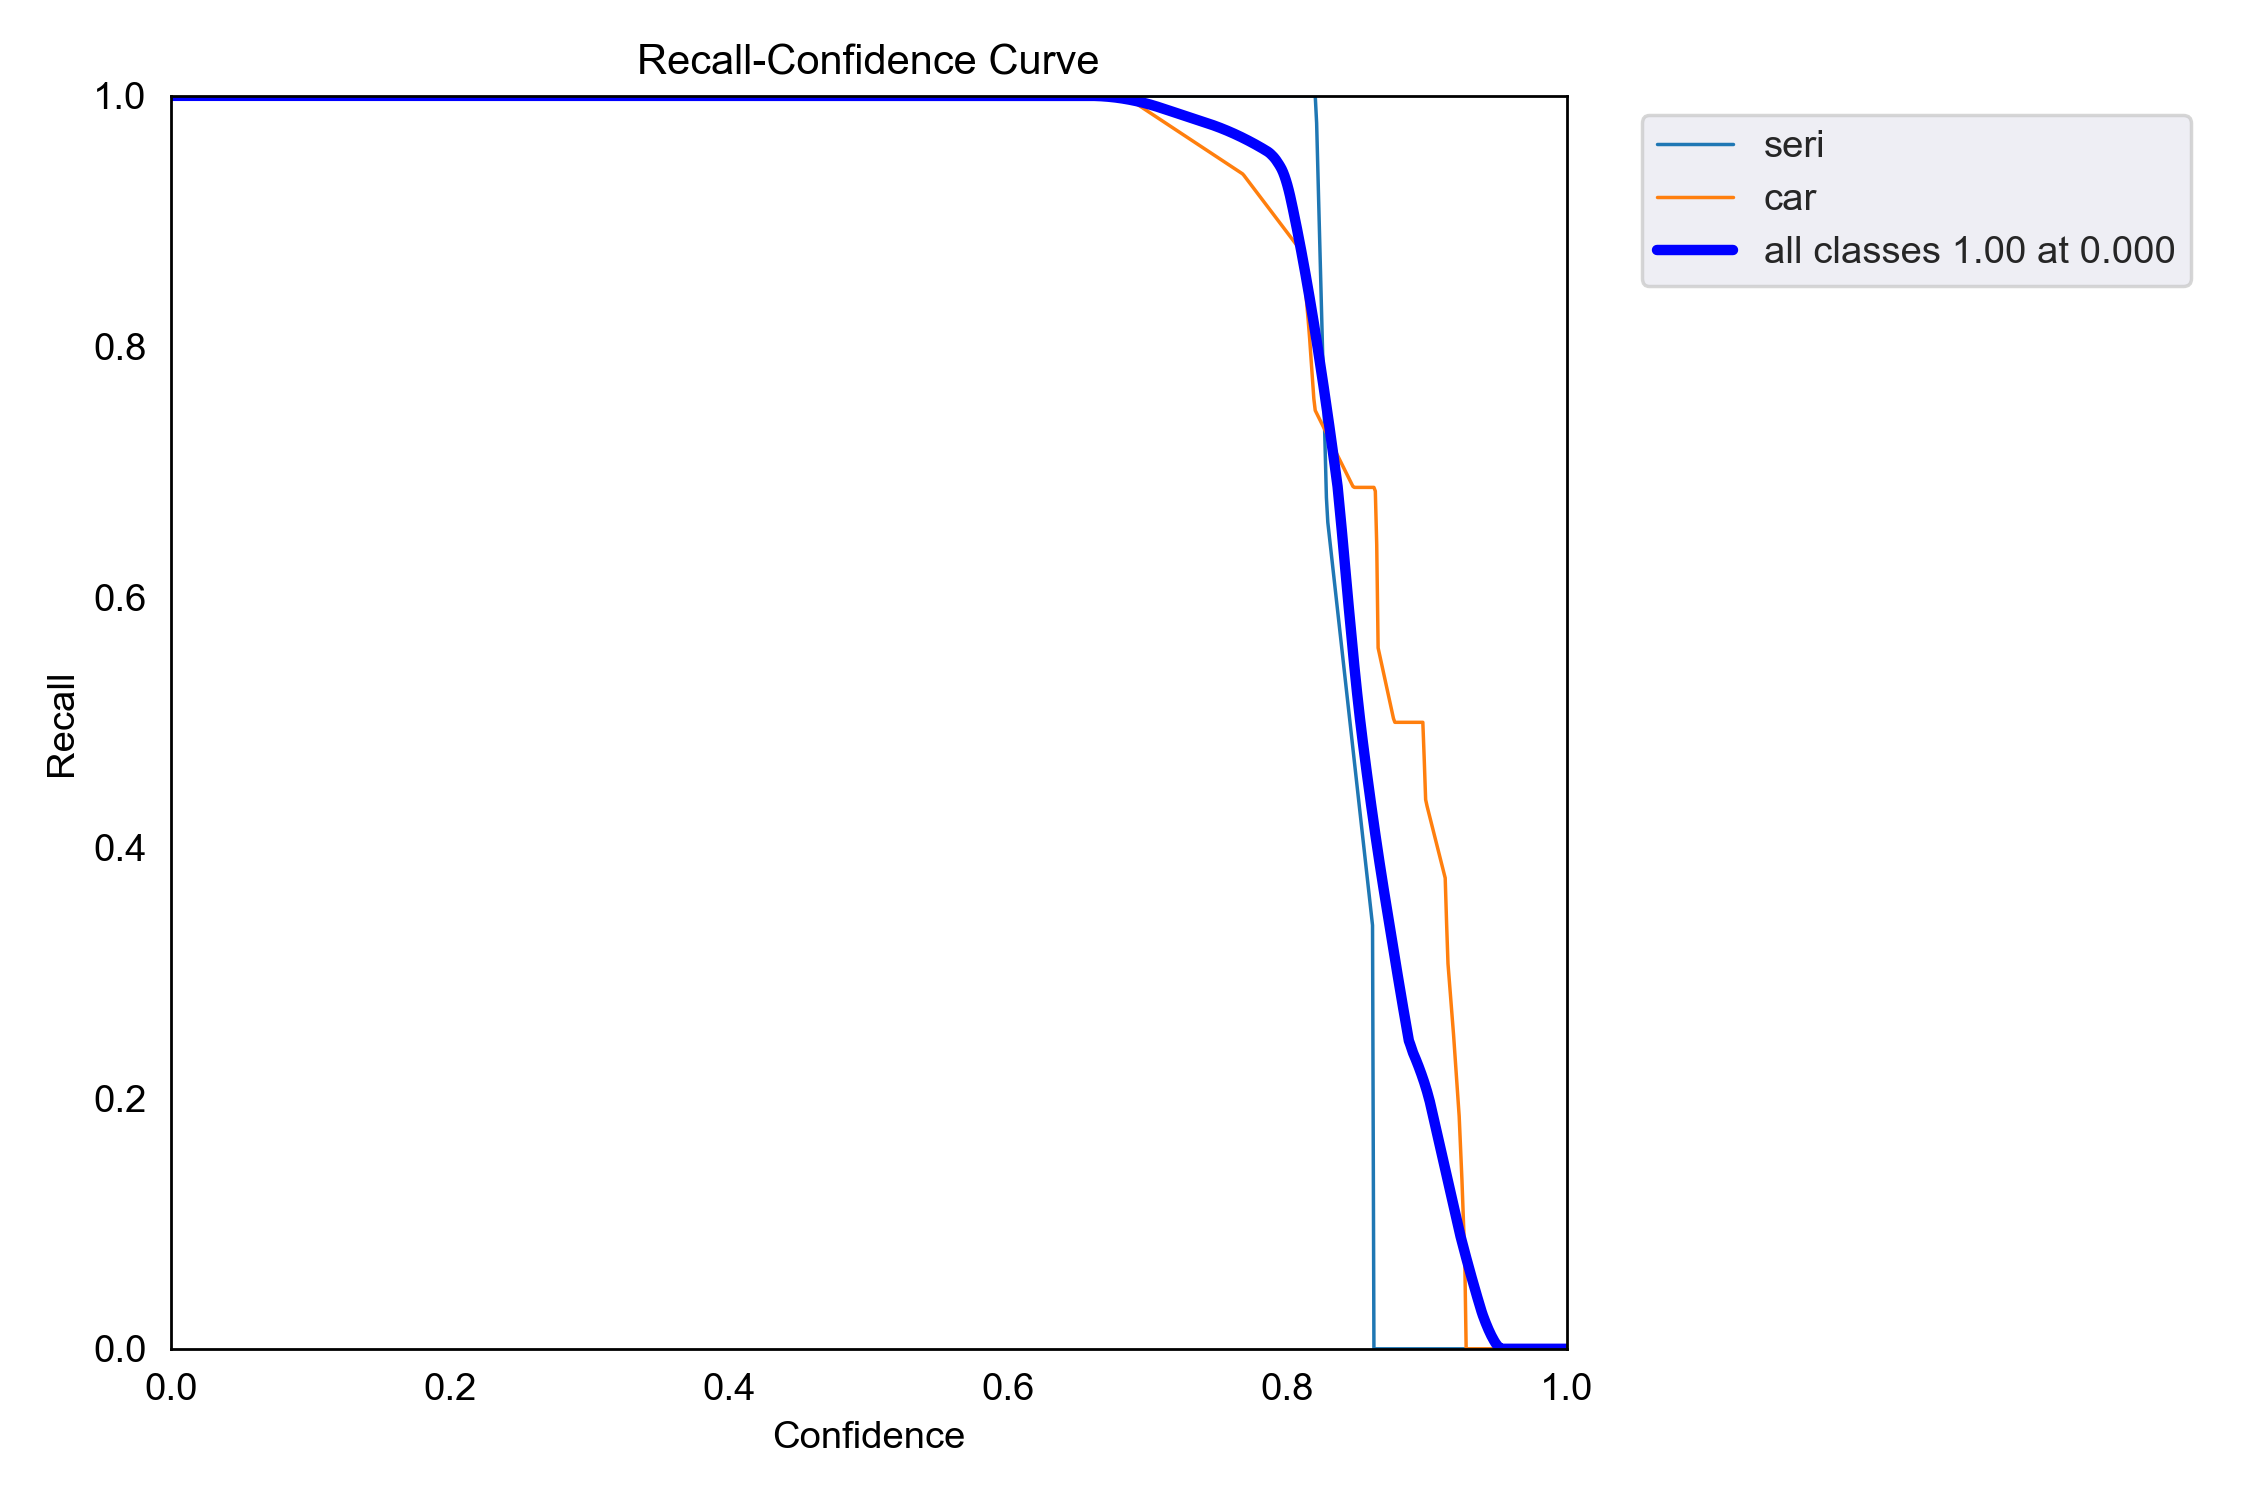 Recall-Confidence Curve
1.0
0.8
0.6
0.4
0.2
0.0
Recall
0.0 0.2 0.4 0.6 0.8 1.0
Confidence
seri
car
all classes 1.00 at 0.000